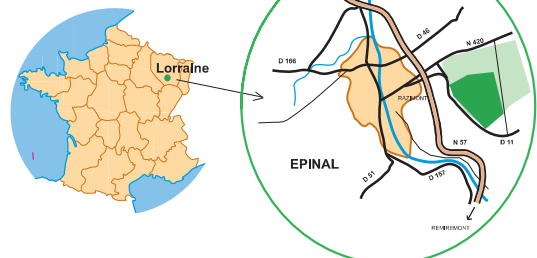 Lorraine
D 46
N 420
D 166
RAZIMONT
EPINAL
N 57
D 11
D 51
D 157
REMIREMONT